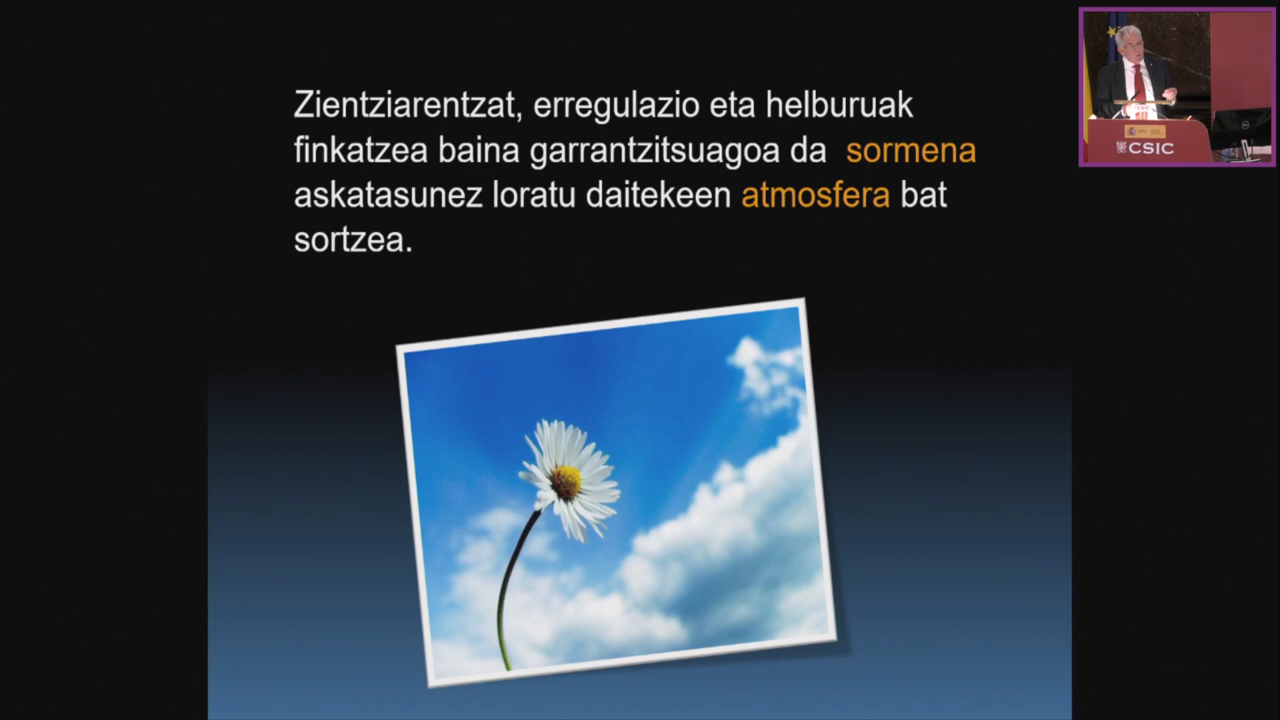 Zientziarentzat, erregulazio eta helburuak
finkatzea baina garrantzitsuagoa da sormena
askatasunez loratu daitekeen atmosfera bat
sortzea.
CSIC